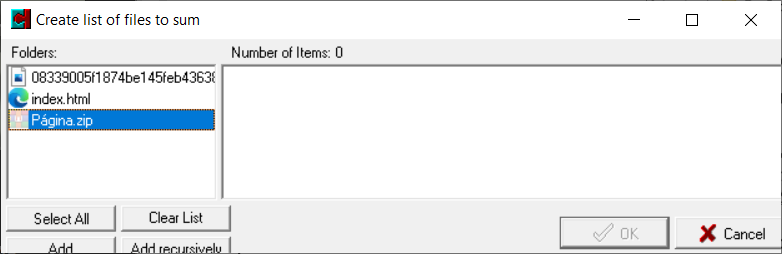 Create list of files to sum
Folders:
Number of Items: 0
08339005f1874be145feb43638
index.html
Página.zip
Select All
Clear List
OK
Cancel
Add
Add recursively